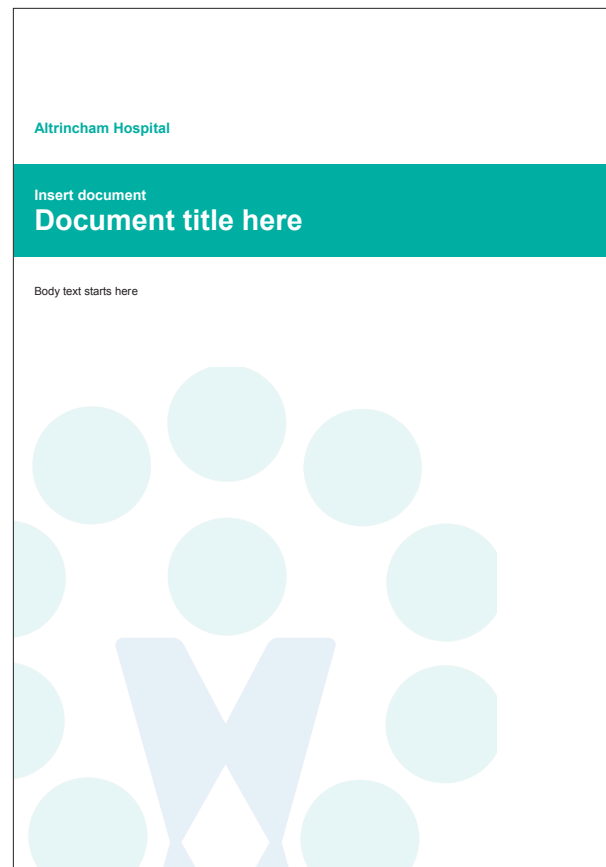 Altrincham Hospital
Insert document
Document title here
Body text starts here